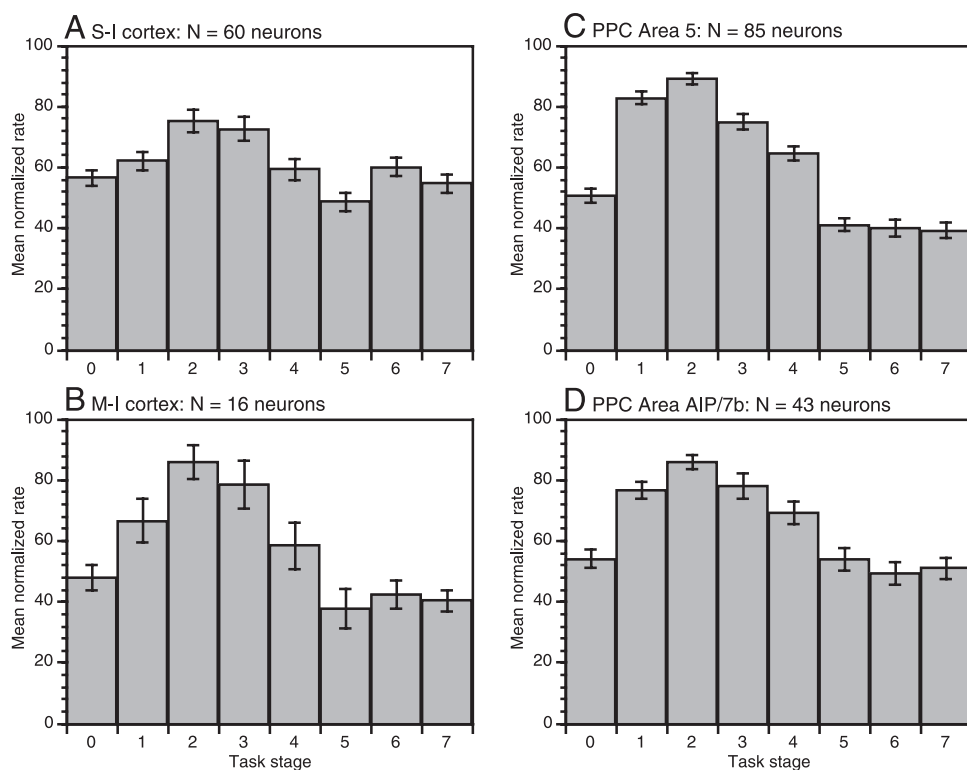 A S-I cortex: N = 60 neurons
Mean normalized rate
100
80
60
40
20
0
0 1 2 3 4 5 6 7
B M-I cortex: N = 16 neurons
Mean normalized rate
100
80
60
40
20
0
0 1 2 3 4 5 6 7
Task stage
C PPC Area 5: N = 85 neurons
Mean normalized rate
100
80
60
40
20
0
0 1 2 3 4 5 6 7
D PPC Area AIP/7b: N = 43 neurons
Mean normalized rate
100
80
60
40
20
0
0 1 2 3 4 5 6 7
Task stage